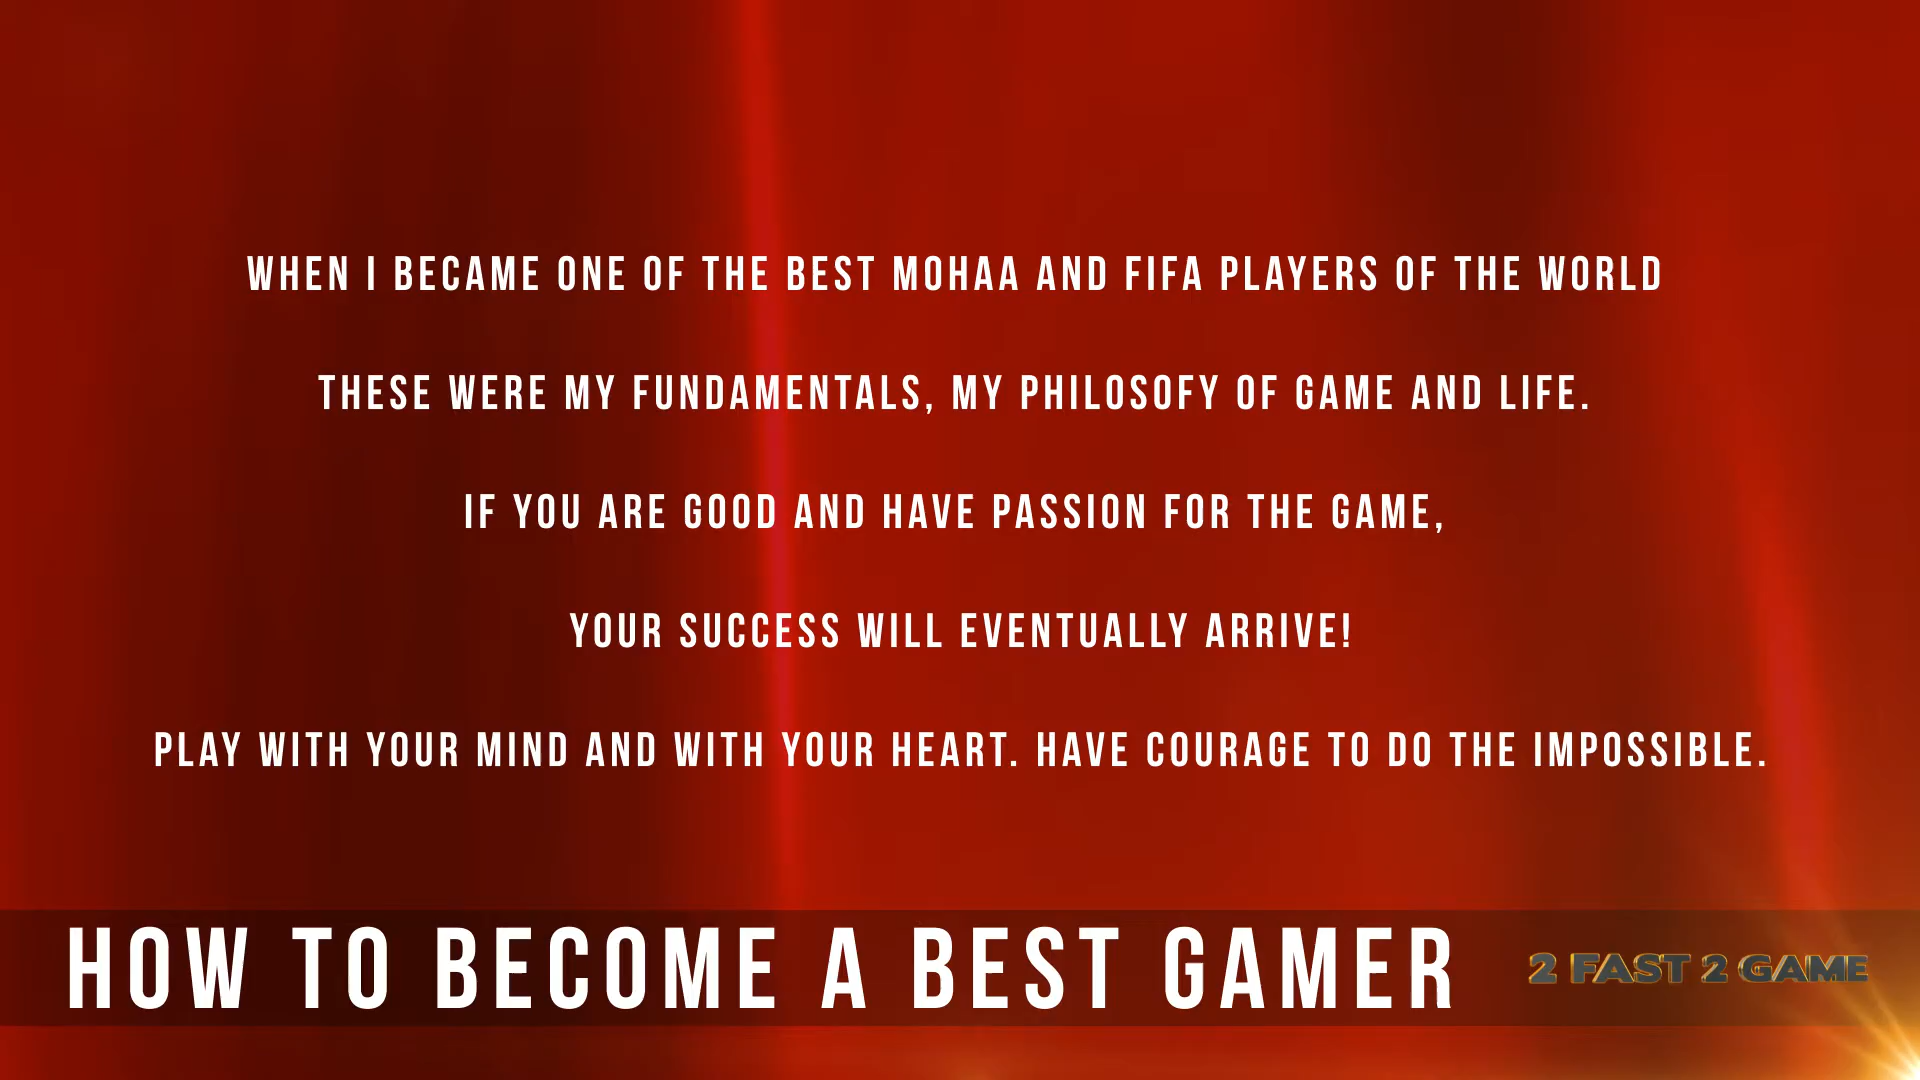 WHEN I BECAME ONE OF THE BEST MOHAA AND FIFA PLAYERS OF THE WORLD
THESE WERE MY FUNDAMENTALS, MY PHILOSOFY OF GAME AND LIFE.
IF YOU ARE GOOD AND HAVE PASSION FOR THE GAME,
YOUR SUCCESS WILL EVENTUALLY ARRIVE!
PLAY WITH YOUR MIND AND WITH YOUR HEART. HAVE COURAGE TO DO THE IMPOSSIBLE.
HOW TO BECOME A BEST GAMER
2 FAST 2 GAME